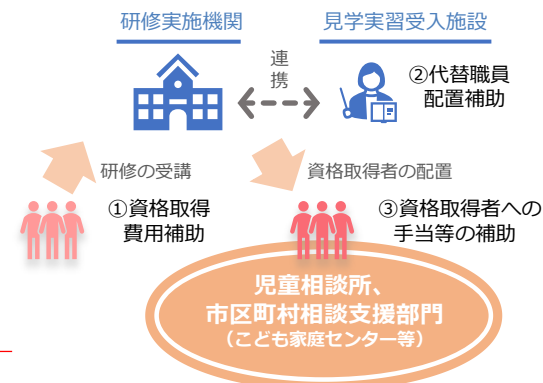 研修実施機関
見学実習受入施設
連
携
②代替職員
配置補助
研修の受講
資格取得者の配置
①資格取得
費用補助
③資格取得者への
手当等の補助
児童相談所、
市区町村相談支援部門
（こども家庭センター等）